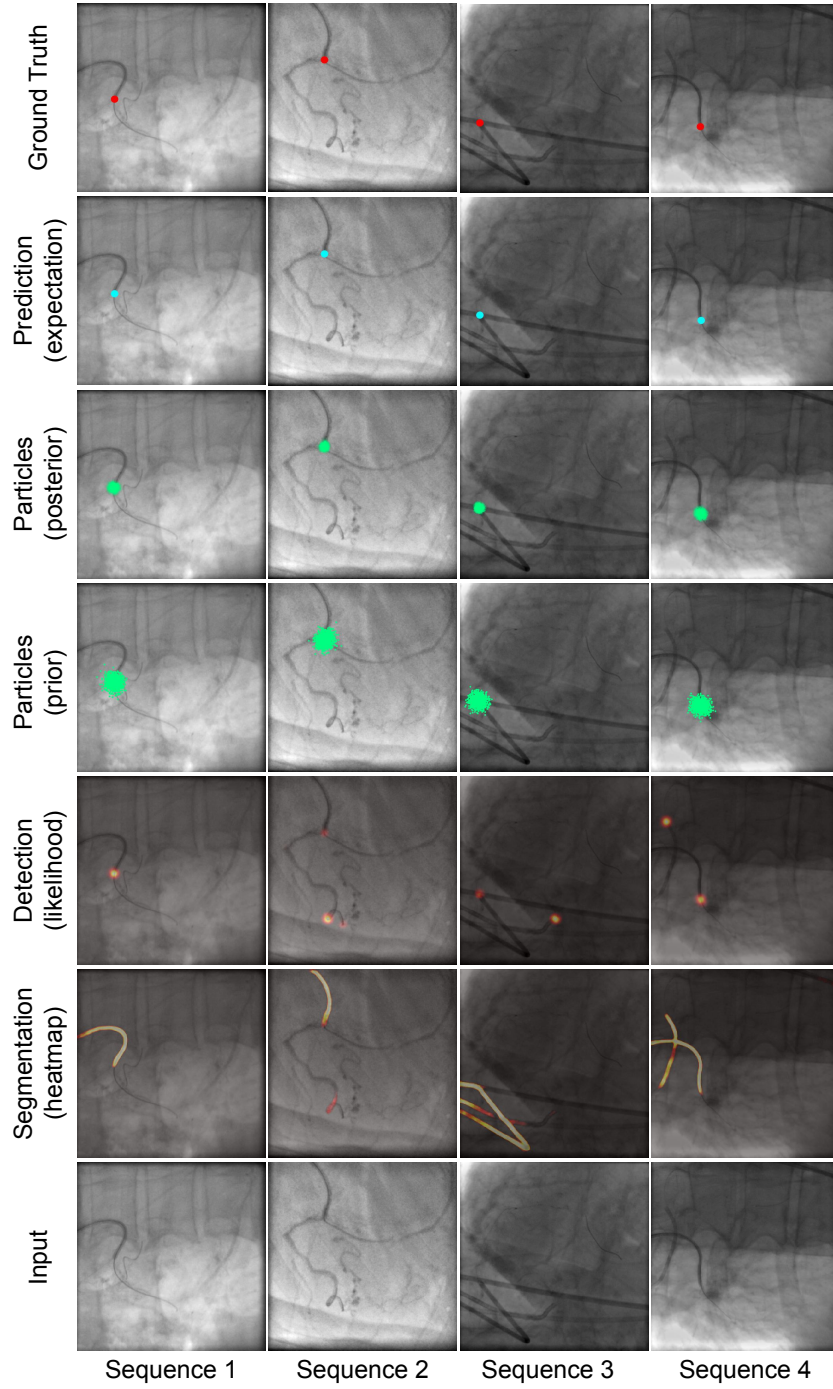 Ground Truth
Prediction
(expectation)
Particles
(posterior)
Particles
(prior)
Detection
(likelihood)
Segmentation
(heatmap)
Input
Sequence 1
Sequence 2
Sequence 3
Sequence 4